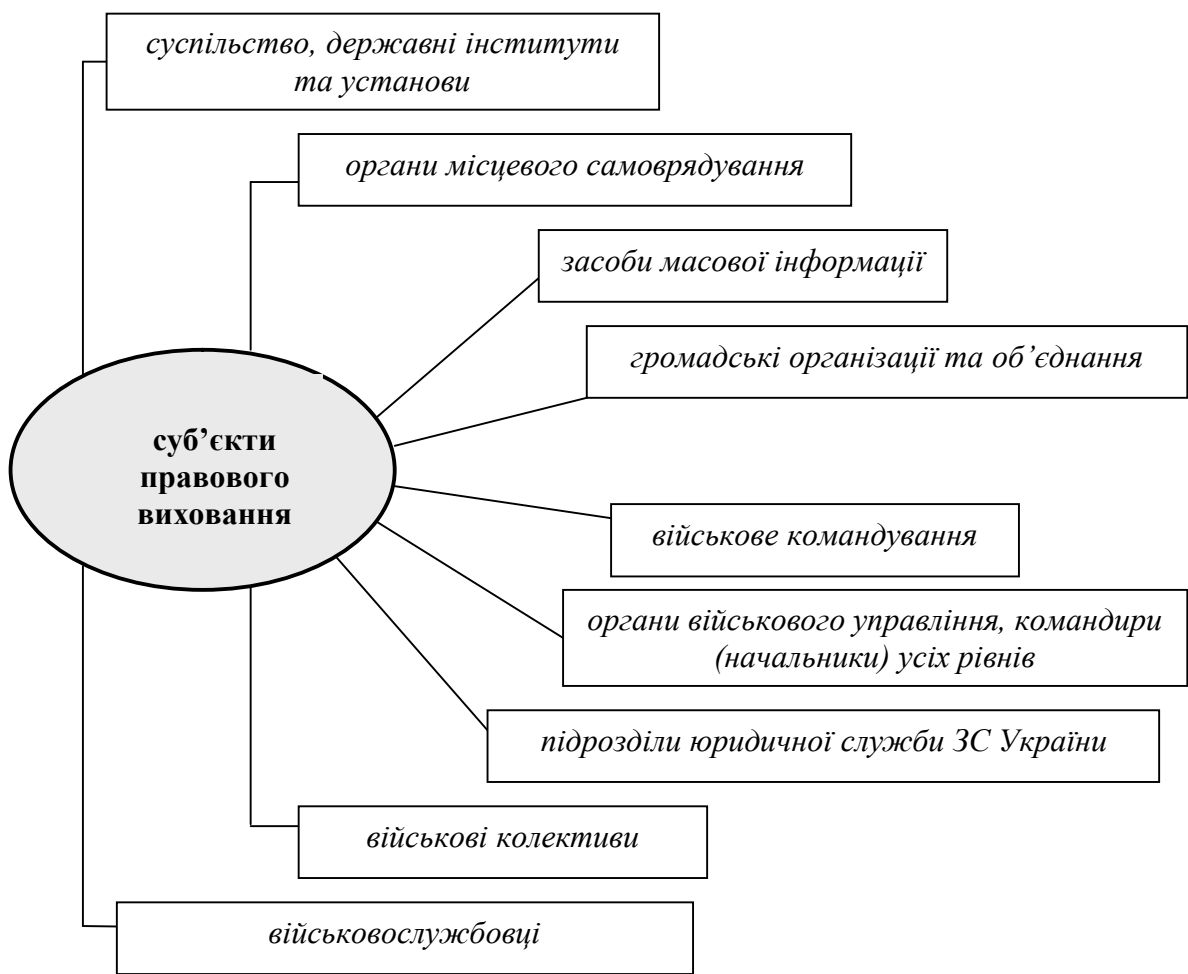 суспільство, державні інститути
та установи
органи місцевого самоврядування
засоби масової інформації
громадські організації та об’єднання
суб’єкти
правового
виховання
військове командування
органи військового управління, командири
(начальники) усіх рівнів
підрозділи юридичної служби ЗС України
військові колективи
військовослужбовці